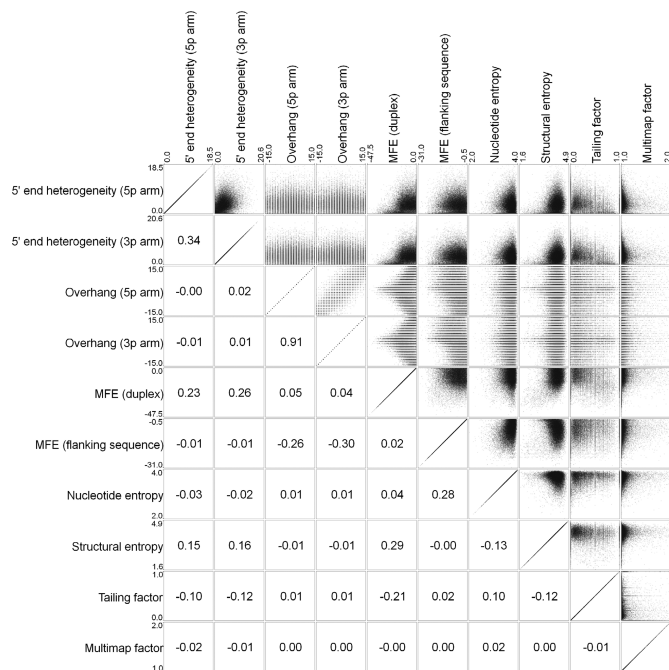 5' end heterogeneity (5p arm)
5' end heterogeneity (3p arm)
Overhang (5p arm)
Overhang (3p arm)
MFE (duplex)
MFE (flanking sequence)
Nucleotide entropy
Structural entropy
Tailing factor
Multimap factor
0.0 18.5 0.0 20.6 -15.0 15.0 -15.0 15.0 -47.5 0.0 -31.0 -0.5 2.0 4.0 1.6 4.9 0.0 1.0 1.0 2.0
18.5
5' end heterogeneity (5p arm)
0.0
20.6
5' end heterogeneity (3p arm) 0.34
0.0
15.0
Overhang (5p arm) -0.00 0.02
-15.0
15.0
Overhang (3p arm) -0.01 0.01 0.91
-15.0
0.0
MFE (duplex) 0.23 0.26 0.05 0.04
-47.5
-0.5
MFE (flanking sequence) -0.01 -0.01 -0.26 -0.30 0.02
-31.0
4.0
Nucleotide entropy -0.03 -0.02 0.01 0.01 0.04 0.28
2.0
4.9
Structural entropy 0.15 0.16 -0.01 -0.01 0.29 -0.00 -0.13
1.6
1.0
Tailing factor -0.10 -0.12 0.01 0.01 -0.21 0.02 0.10 -0.12
0.0
2.0
Multimap factor -0.02 -0.01 0.00 0.00 -0.00 0.00 0.02 0.00 -0.01
1.0